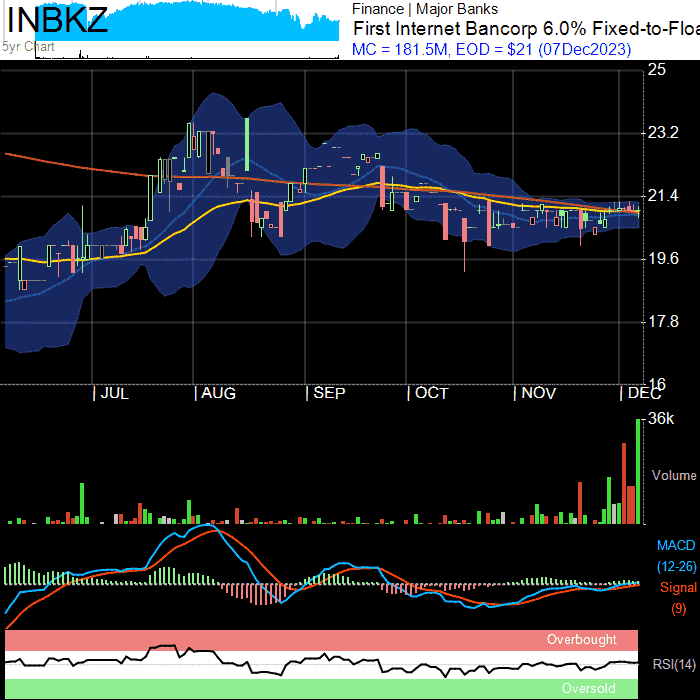 INBKZ
Finance | Major Banks
First Internet Bancorp 6.0% Fixed-to-Floa
5yr Chart
MC = 181.5M, EOD = $21 (07Dec2023)
25
23.2
21.4
19.6
17.8
16
JUL AUG SEP OCT NOV DEC
36k
Volume
MACD
(12-26)
Signal
(9)
Overbought
RSI(14)
Oversold